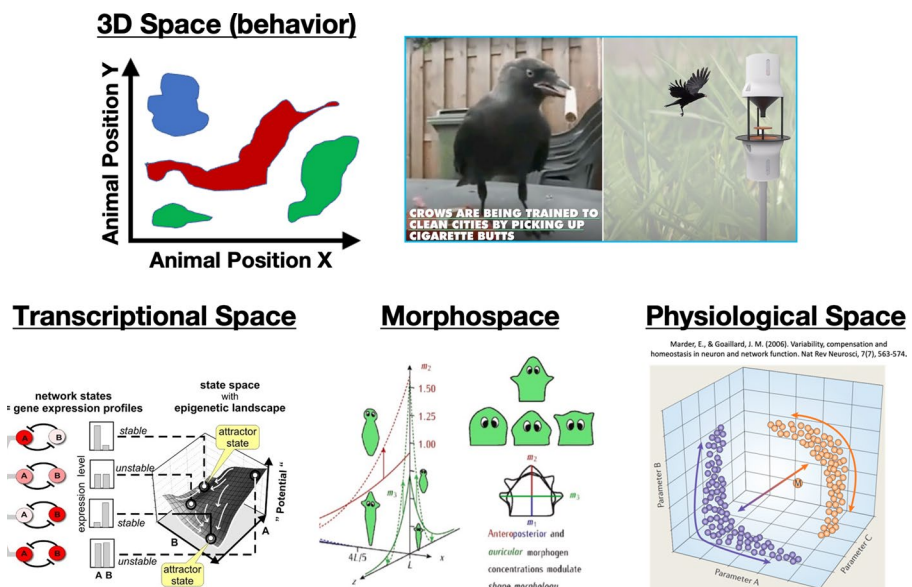 3D Space (behavior)
Animal Position Y
Animal Position X
CROWS ARE BEING TRAINED TO
CLEAN CITIES BY PICKING UP
CIGARETTE BUTTS
Transcriptional Space
network states
" gene expression profiles
state space
with
epigenetic landscape
stable
unstable
stable
unstable
attractor
state
attractor
state
expression level
A B
A B
A B
A B
A B
B
A
"Potential"
Morphospace
m₂
1.50
1.25
1.00
m₃
4L/5
L
x
z
m₂
m₃
m₁
Anteroposterior and
auricular morphogen
concentrations modulate
shape morphology
Physiological Space
Marder, E., & Goaillard, J. M. (2006). Variability, compensation and
homeostasis in neuron and network function. Nat Rev Neurosci, 7(7), 563-574.
Parameter B
Parameter A
Parameter C
M